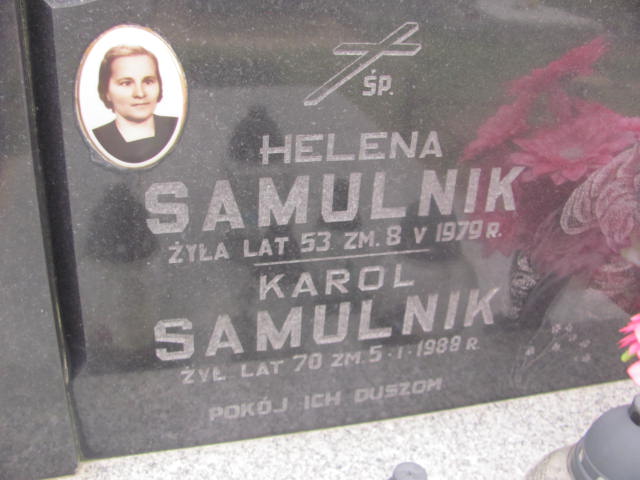 ŚP.
HELENA
SAMULNIK
ŻYŁA LAT 53 ZM. 8 V 1979 R.
KAROL
SAMULNIK
ŻYŁ LAT 70 ZM. 5·I·1988 R.
POKÓJ ICH DUSZOM